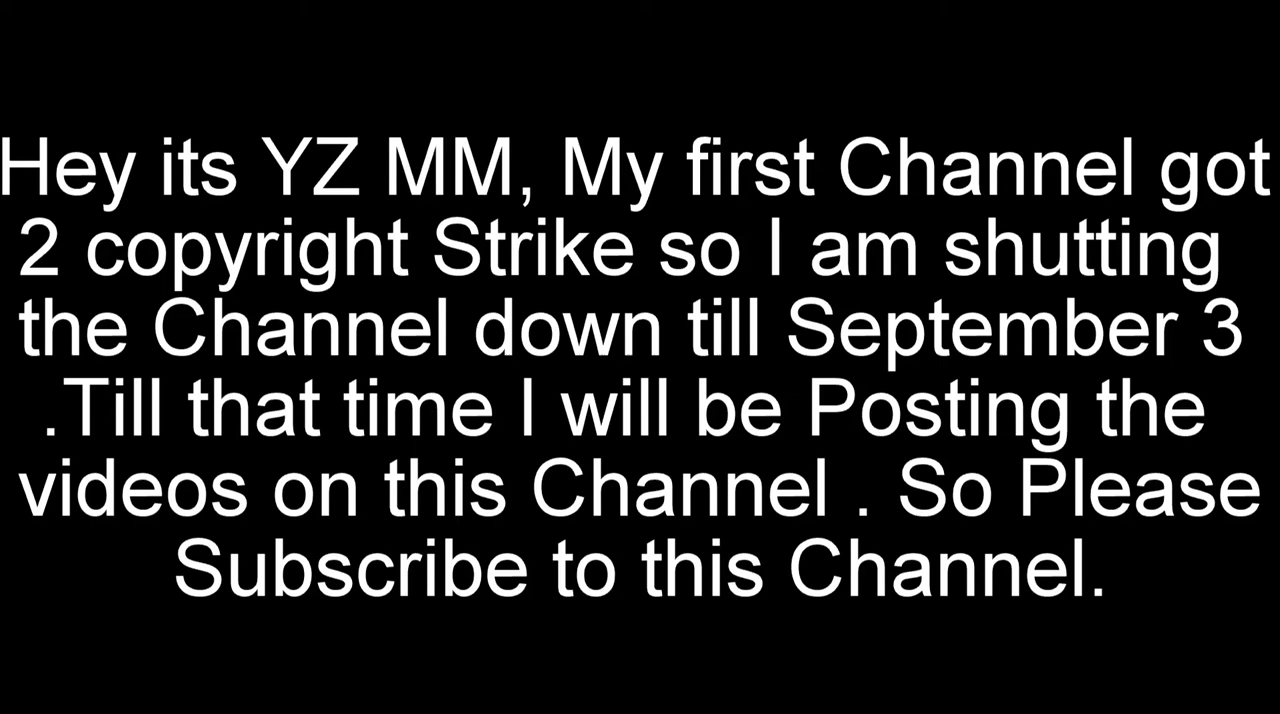 Hey its YZ MM, My first Channel got
2 copyright Strike so I am shutting
the Channel down till September 3
.Till that time I will be Posting the
videos on this Channel . So Please
Subscribe to this Channel.